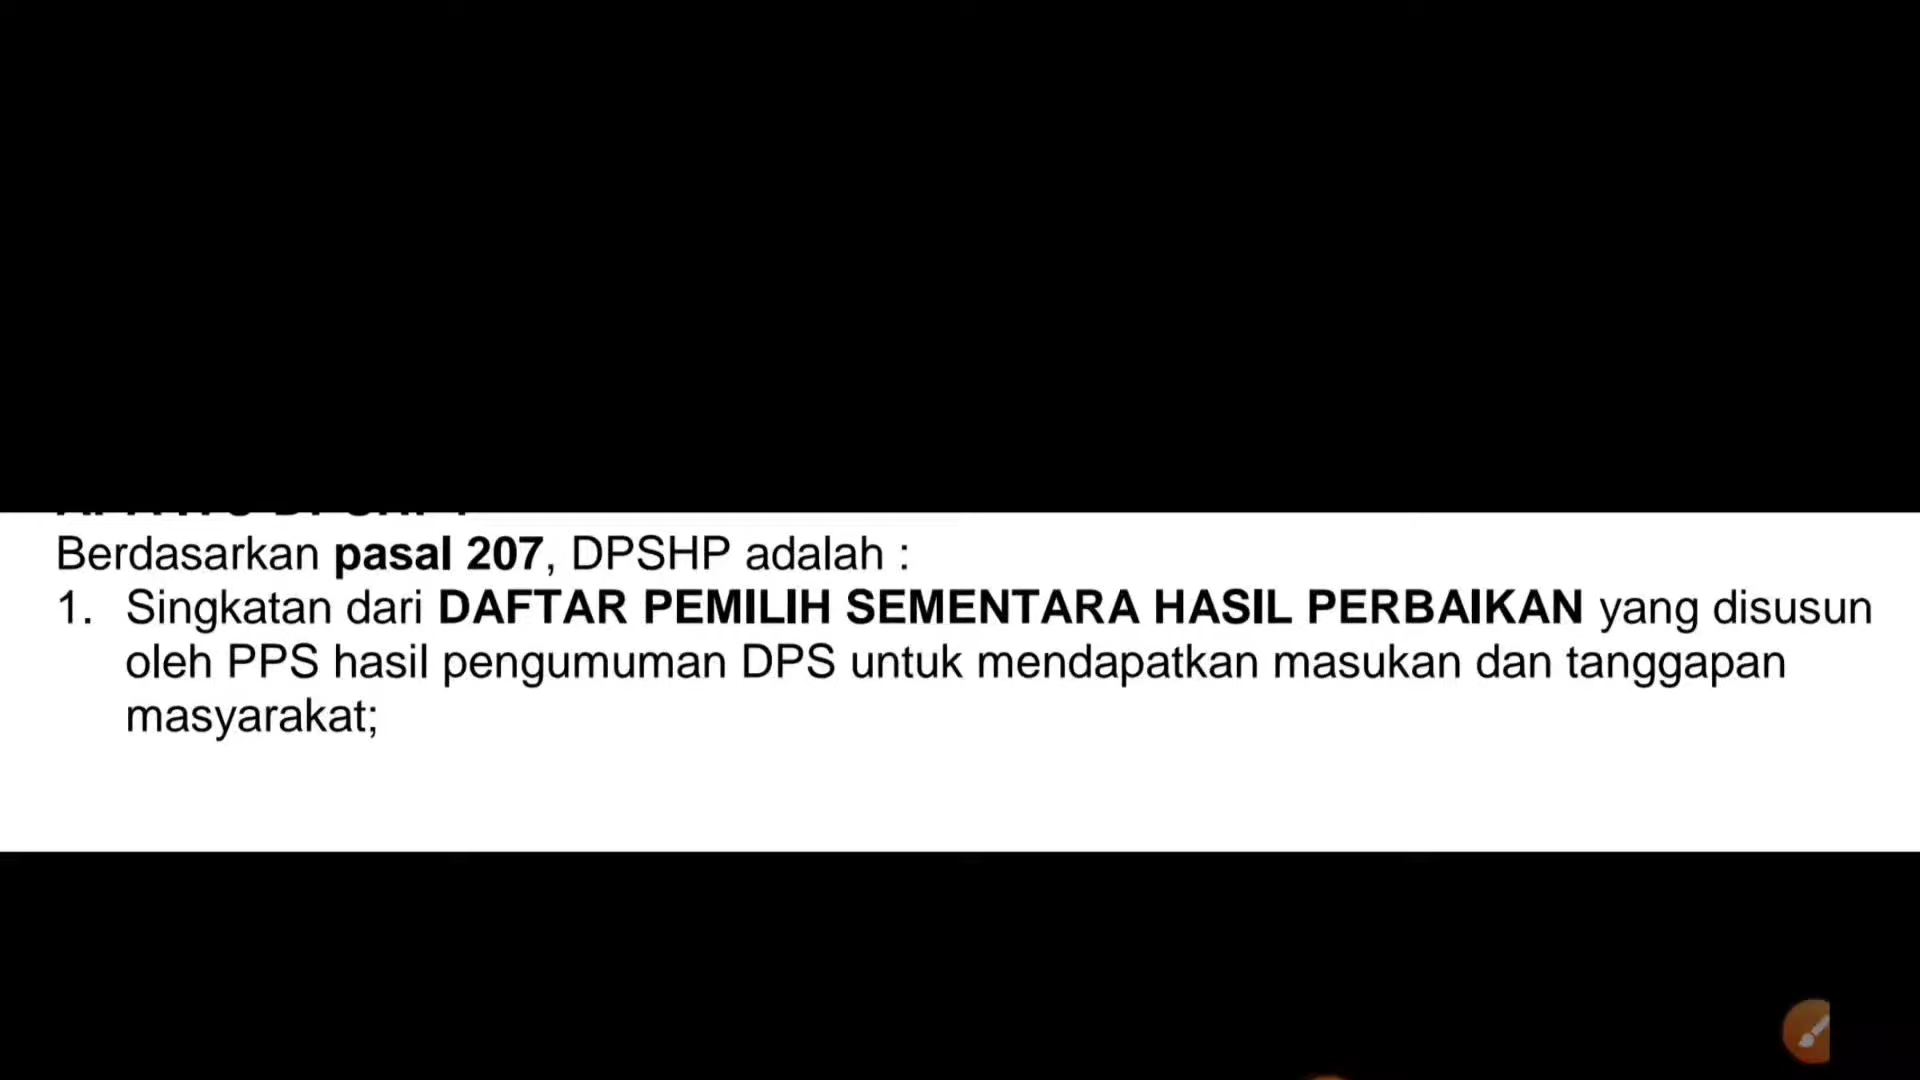 Berdasarkan pasal 207, DPSHP adalah :
1. Singkatan dari DAFTAR PEMILIH SEMENTARA HASIL PERBAIKAN yang disusun
oleh PPS hasil pengumuman DPS untuk mendapatkan masukan dan tanggapan
masyarakat;